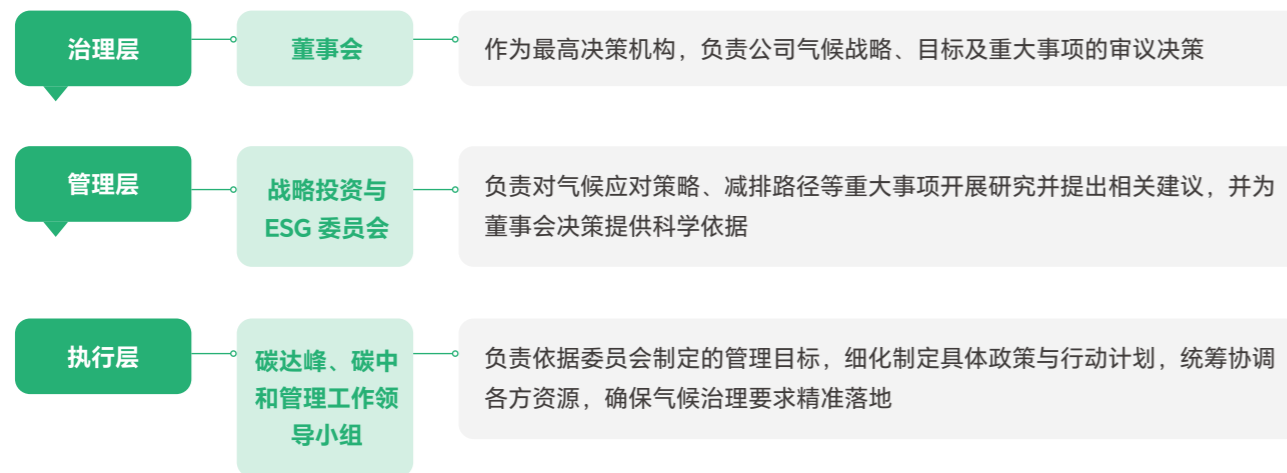 治理层
董事会
作为最高决策机构，负责公司气候战略、目标及重大事项的审议决策
管理层
战略投资与
ESG 委员会
负责对气候应对策略、减排路径等重大事项开展研究并提出相关建议，并为
董事会决策提供科学依据
执行层
碳达峰、碳中
和管理工作领
导小组
负责依据委员会制定的管理目标，细化制定具体政策与行动计划，统筹协调
各方资源，确保气候治理要求精准落地